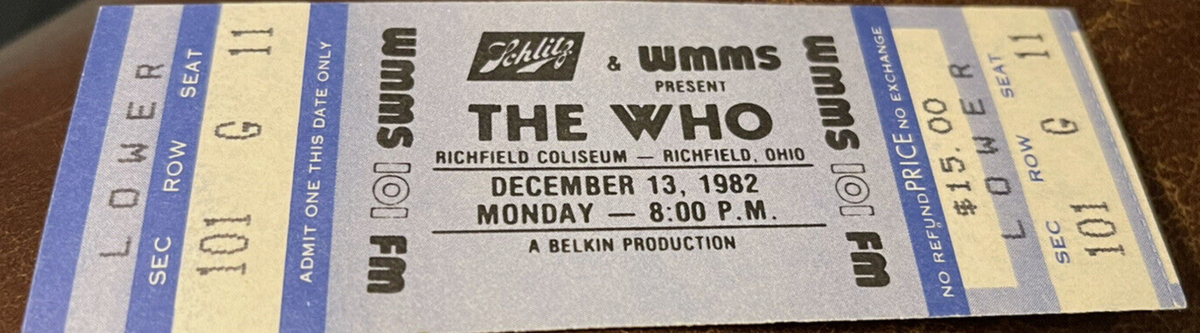 LOWER
SEC ROW SEAT
101 G 11
ADMIT ONE THIS DATE ONLY
WMMS 101 FM
Schlitz & WMMS
PRESENT
THE WHO
RICHFIELD COLISEUM — RICHFIELD, OHIO
DECEMBER 13, 1982
MONDAY — 8:00 P.M.
A BELKIN PRODUCTION
WMMS 101 FM
NO REFUND PRICE NO EXCHANGE
$15.00
LOWER
SEC ROW SEAT
101 G 11